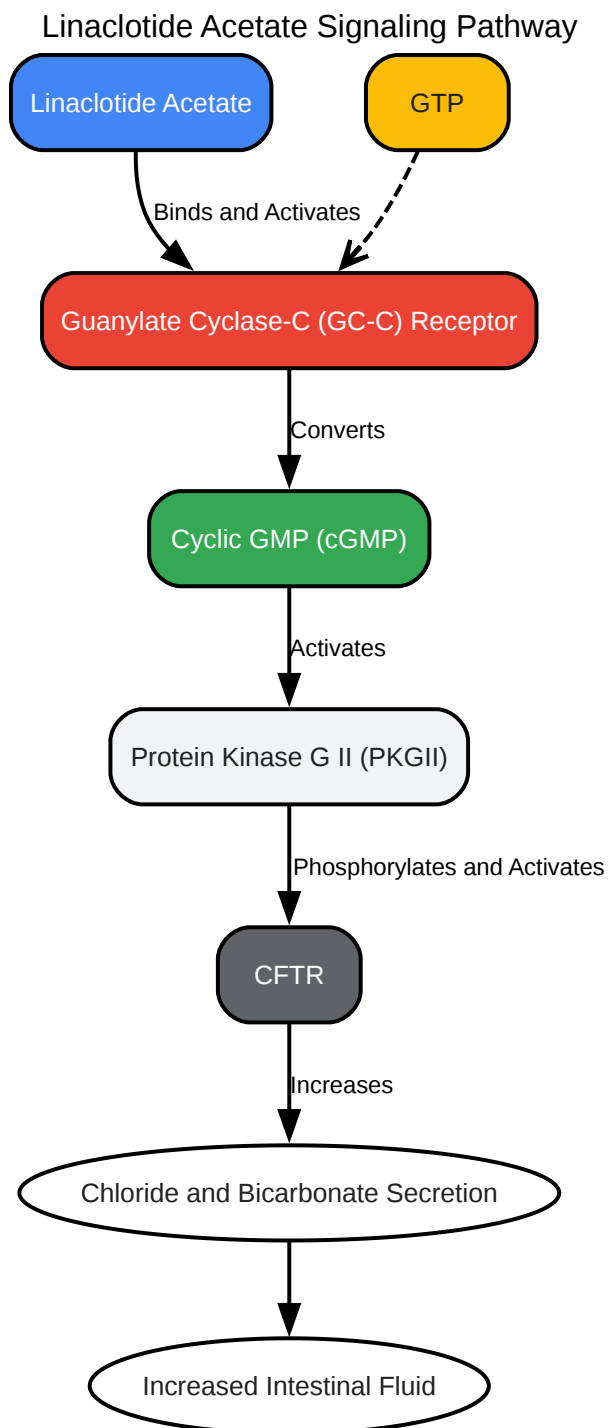 Linaclotide Acetate Signaling Pathway
Linaclotide Acetate
GTP
Binds and Activates
Guanylate Cyclase-C (GC-C) Receptor
Converts
Cyclic GMP (cGMP)
Activates
Protein Kinase G II (PKGII)
Phosphorylates and Activates
CFTR
Increases
Chloride and Bicarbonate Secretion
Increased Intestinal Fluid